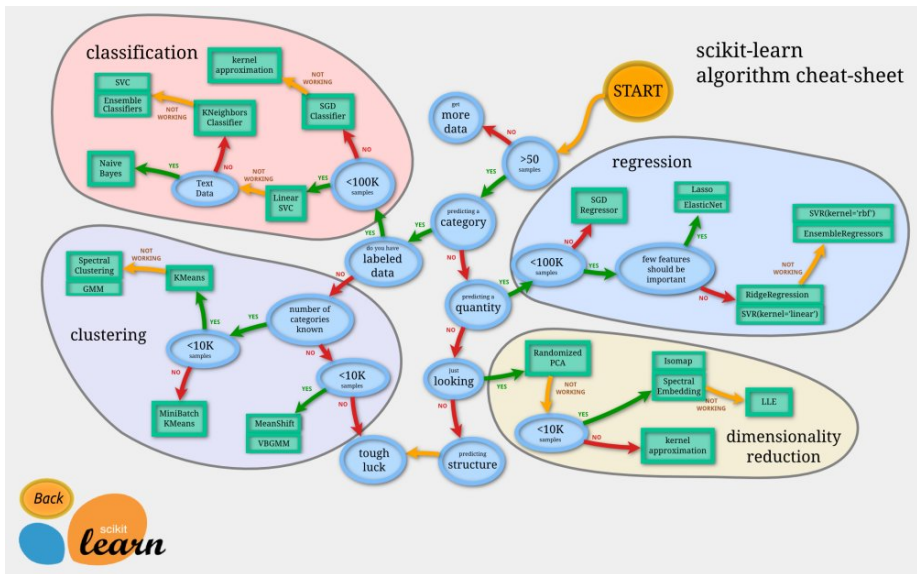 scikit-learn
algorithm cheat-sheet
START
classification
kernel
approximation
NOT
WORKING
SVC
Ensemble
Classifiers
NOT
WORKING
KNeighbors
Classifier
SGD
Classifier
NO
NO
YES
Naive
Bayes
Text
Data
NOT
WORKING
Linear
SVC
YES
<100K
samples
YES
get
more
data
NO
>50
samples
YES
predicting a
category
YES
do you have
labeled
data
NO
NO
predicting a
quantity
YES
NO
just
looking
YES
NO
predicting
structure
tough
luck
regression
SGD
Regressor
NO
<100K
samples
YES
Lasso
ElasticNet
YES
few features
should be
important
NO
SVR(kernel='rbf')
EnsembleRegressors
NOT
WORKING
RidgeRegression
SVR(kernel='linear')
clustering
Spectral
Clustering
GMM
NOT
WORKING
KMeans
YES
number of
categories
known
YES
NO
<10K
samples
NO
MiniBatch
KMeans
<10K
samples
YES
NO
MeanShift
VBGMM
dimensionality
reduction
Randomized
PCA
NOT
WORKING
<10K
samples
YES
NO
Isomap
Spectral
Embedding
NOT
WORKING
LLE
kernel
approximation
Back
scikit
learn